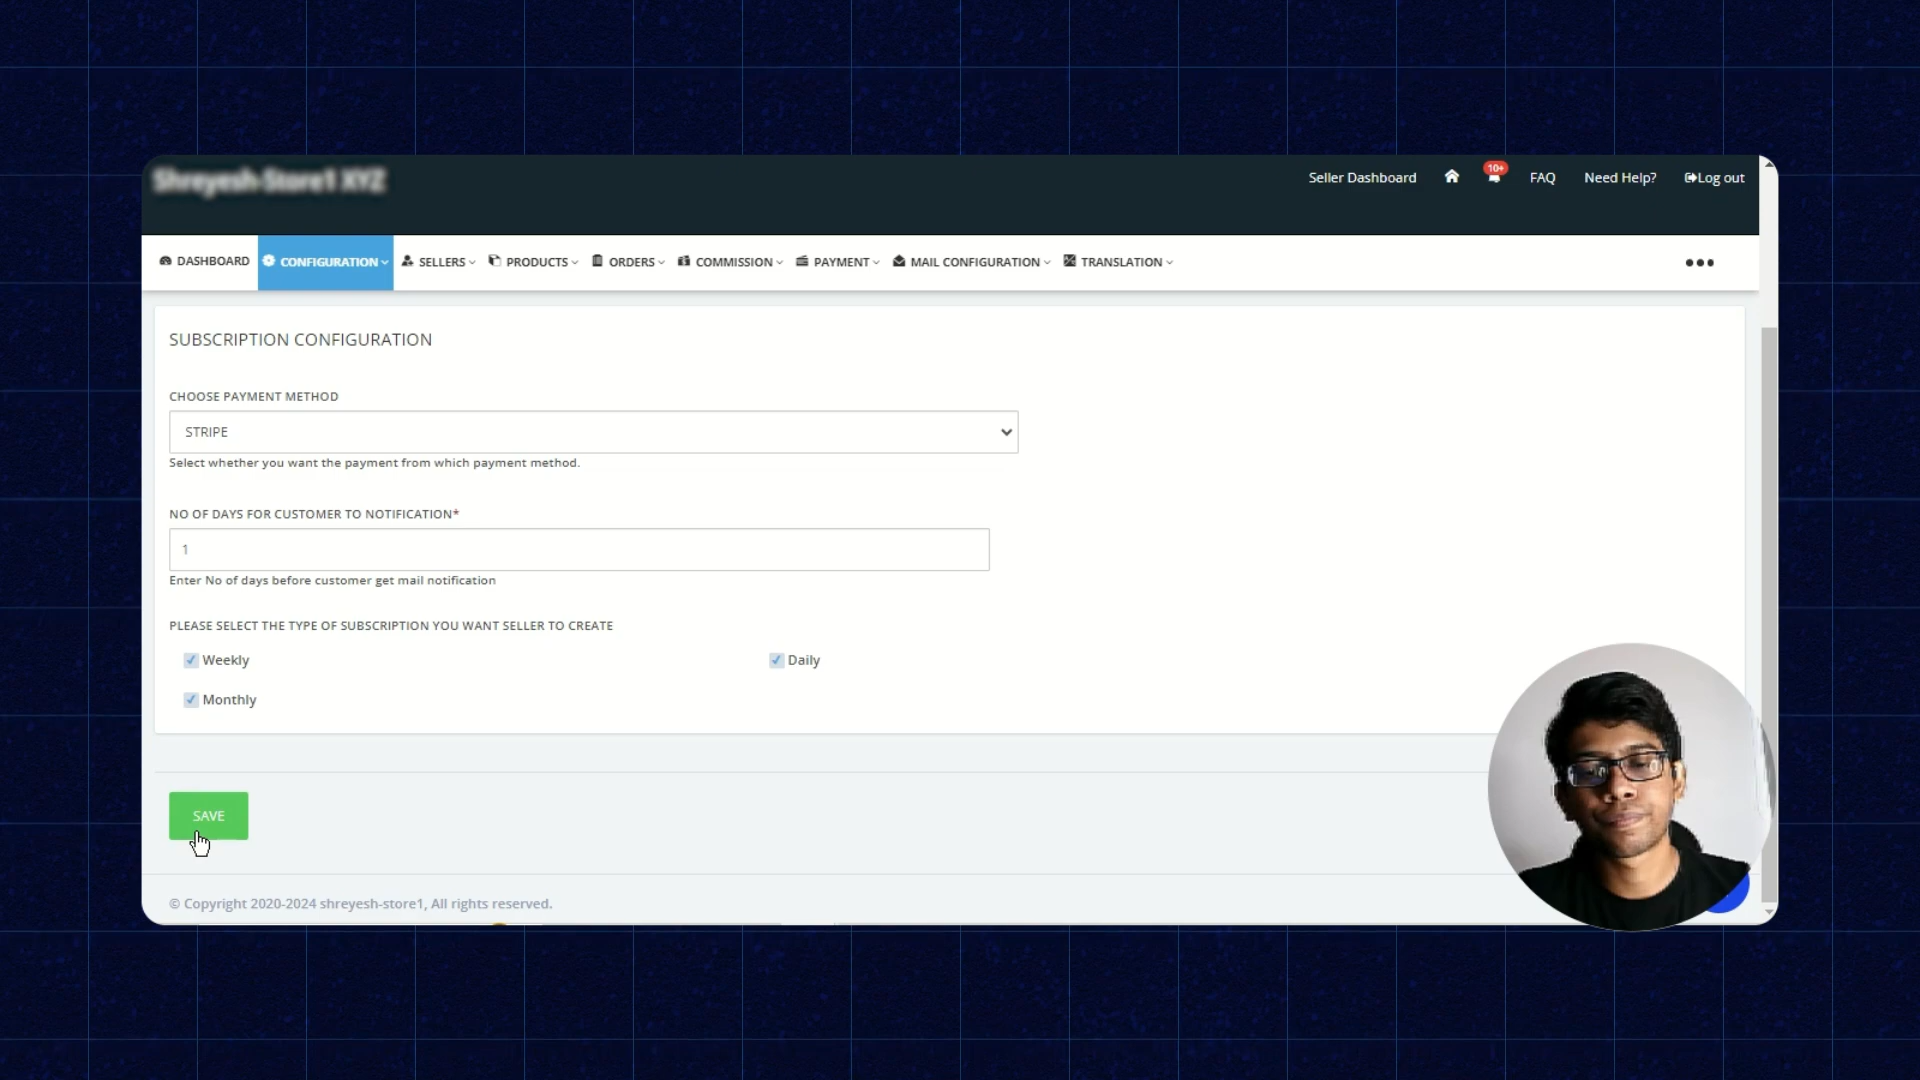 Shreyesh-Store1 XYZ
Seller Dashboard 10+ FAQ Need Help? Log out
DASHBOARD CONFIGURATION SELLERS PRODUCTS ORDERS COMMISSION PAYMENT MAIL CONFIGURATION TRANSLATION
SUBSCRIPTION CONFIGURATION
CHOOSE PAYMENT METHOD
STRIPE
Select whether you want the payment from which payment method.
NO OF DAYS FOR CUSTOMER TO NOTIFICATION*
1
Enter No of days before customer get mail notification
PLEASE SELECT THE TYPE OF SUBSCRIPTION YOU WANT SELLER TO CREATE
Weekly Daily
Monthly
SAVE
© Copyright 2020-2024 shreyesh-store1, All rights reserved.